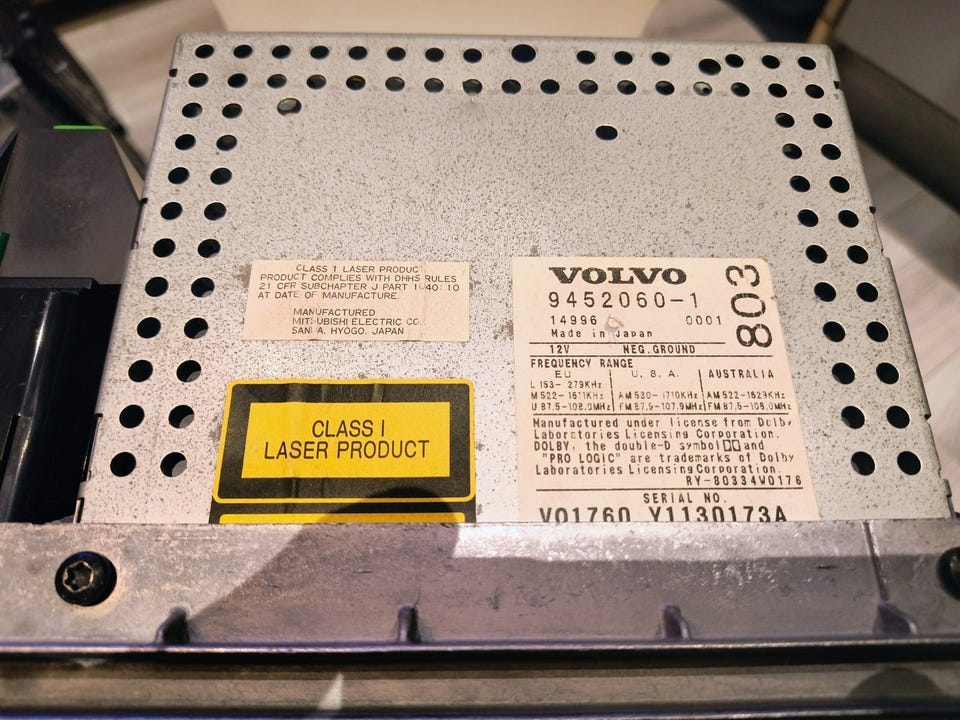 CLASS 1 LASER PRODUCT
PRODUCT COMPLIES WITH DHHS RULES
21 CFR SUBCHAPTER J PART 1040:10
AT DATE OF MANUFACTURE.
MANUFACTURED
MITSUBISHI ELECTRIC CO.
SANDA, HYOGO, JAPAN
CLASS I
LASER PRODUCT
VOLVO
9452060-1
14996 0001
Made in Japan
803
12V NEG.GROUND
FREQUENCY RANGE
EU U.S.A. AUSTRALIA
L 153- 279KHz
M 522-1611KHz AM 530-1710KHz AM 522-1629KHz
U 87.5-108.0MHz FM 87.9-107.9MHz FM 87.5-108.0MHz
Manufactured under license from Dolby
Laboratories Licensing Corporation.
DOLBY, the double-D symbol and
"PRO LOGIC" are trademarks of Dolby
Laboratories Licensing Corporation.
RY-80334W0176
SERIAL NO.
V01760 Y1130173A